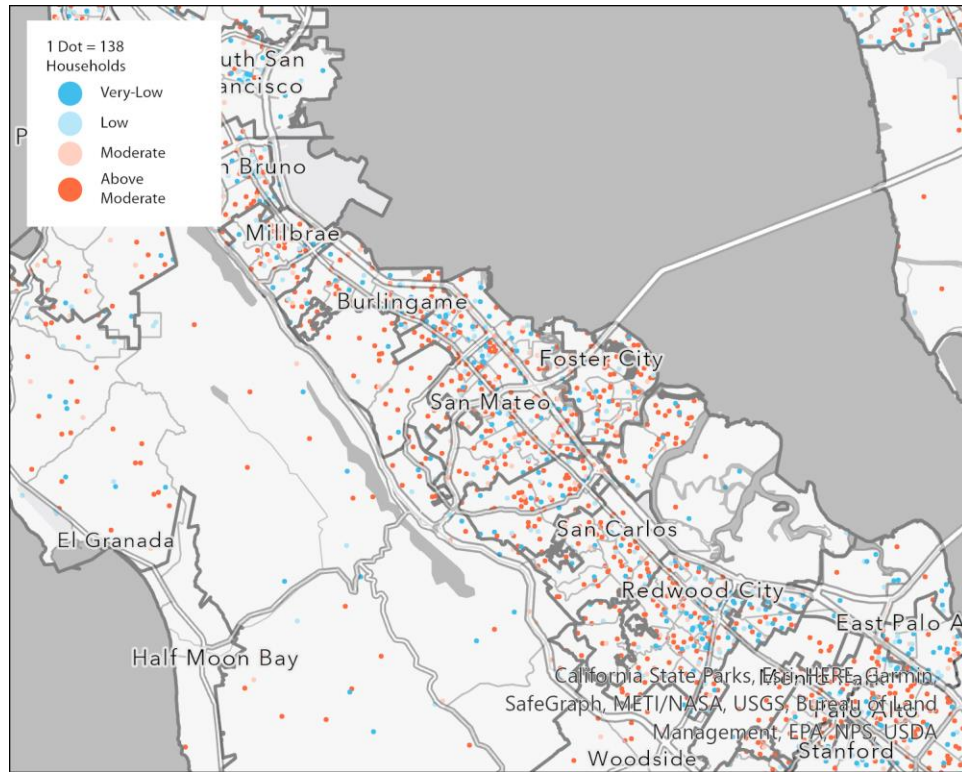 1 Dot = 138
Households
Very-Low
Low
Moderate
Above
Moderate
uth San
ancisco
P
n Bruno
Millbrae
Burlingame
Foster City
San Mateo
El Granada
San Carlos
Redwood City
Half Moon Bay
East Palo A
California State Parks, Esri, HERE, Garmin,
SafeGraph, METI/NASA, USGS, Bureau of Land
Palo Alto
Management, EPA, NPS, USDA
Woodside
Stanford